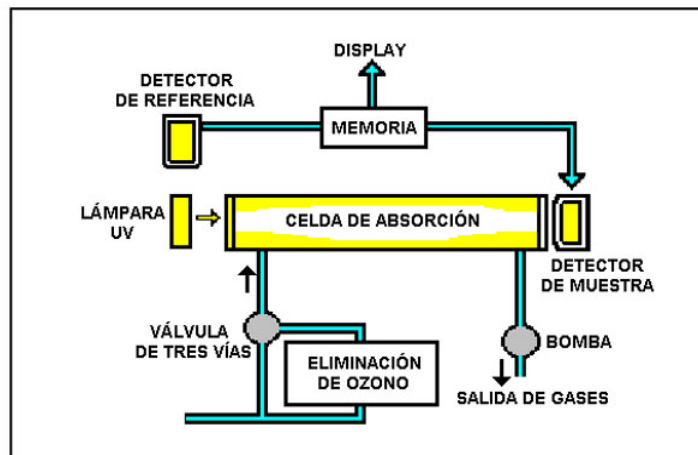 DISPLAY
DETECTOR
DE REFERENCIA
MEMORIA
LÁMPARA
UV
CELDA DE ABSORCIÓN
DETECTOR
DE MUESTRA
VÁLVULA
DE TRES VÍAS
ELIMINACIÓN
DE OZONO
BOMBA
SALIDA DE GASES